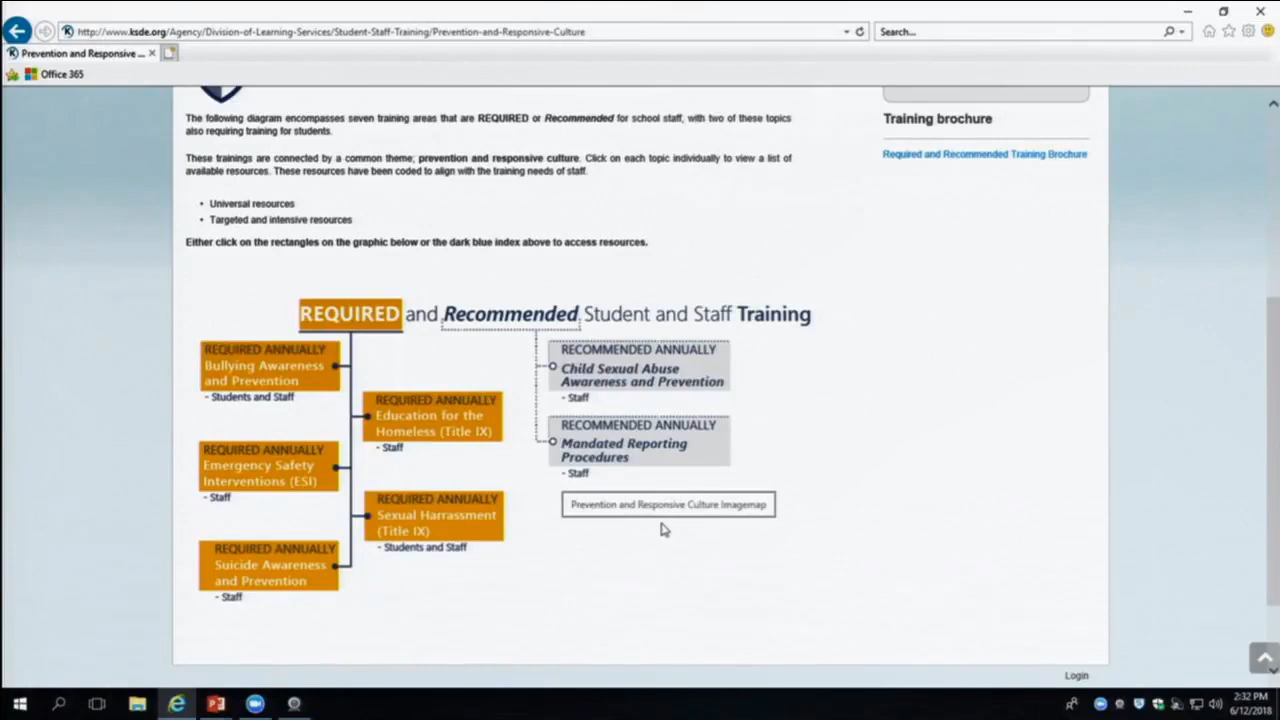 http://www.ksde.org/Agency/Division-of-Learning-Services/Student-Staff-Training/Prevention-and-Responsive-Culture
Search...
Prevention and Responsive ...
Office 365
The following diagram encompasses seven training areas that are REQUIRED or Recommended for school staff, with two of these topics
also requiring training for students.
Training brochure
Required and Recommended Training Brochure
These trainings are connected by a common theme; prevention and responsive culture. Click on each topic individually to view a list of
available resources. These resources have been coded to align with the training needs of staff.
• Universal resources
• Targeted and intensive resources
Either click on the rectangles on the graphic below or the dark blue index above to access resources.
REQUIRED and Recommended Student and Staff Training
REQUIRED ANNUALLY
Bullying Awareness
and Prevention
- Students and Staff
REQUIRED ANNUALLY
Education for the
Homeless (Title IX)
- Staff
REQUIRED ANNUALLY
Emergency Safety
Interventions (ESI)
- Staff
REQUIRED ANNUALLY
Sexual Harrassment
(Title IX)
- Students and Staff
REQUIRED ANNUALLY
Suicide Awareness
and Prevention
- Staff
RECOMMENDED ANNUALLY
Child Sexual Abuse
Awareness and Prevention
- Staff
RECOMMENDED ANNUALLY
Mandated Reporting
Procedures
- Staff
Prevention and Responsive Culture Imagemap
Login
2:32 PM
6/12/2018